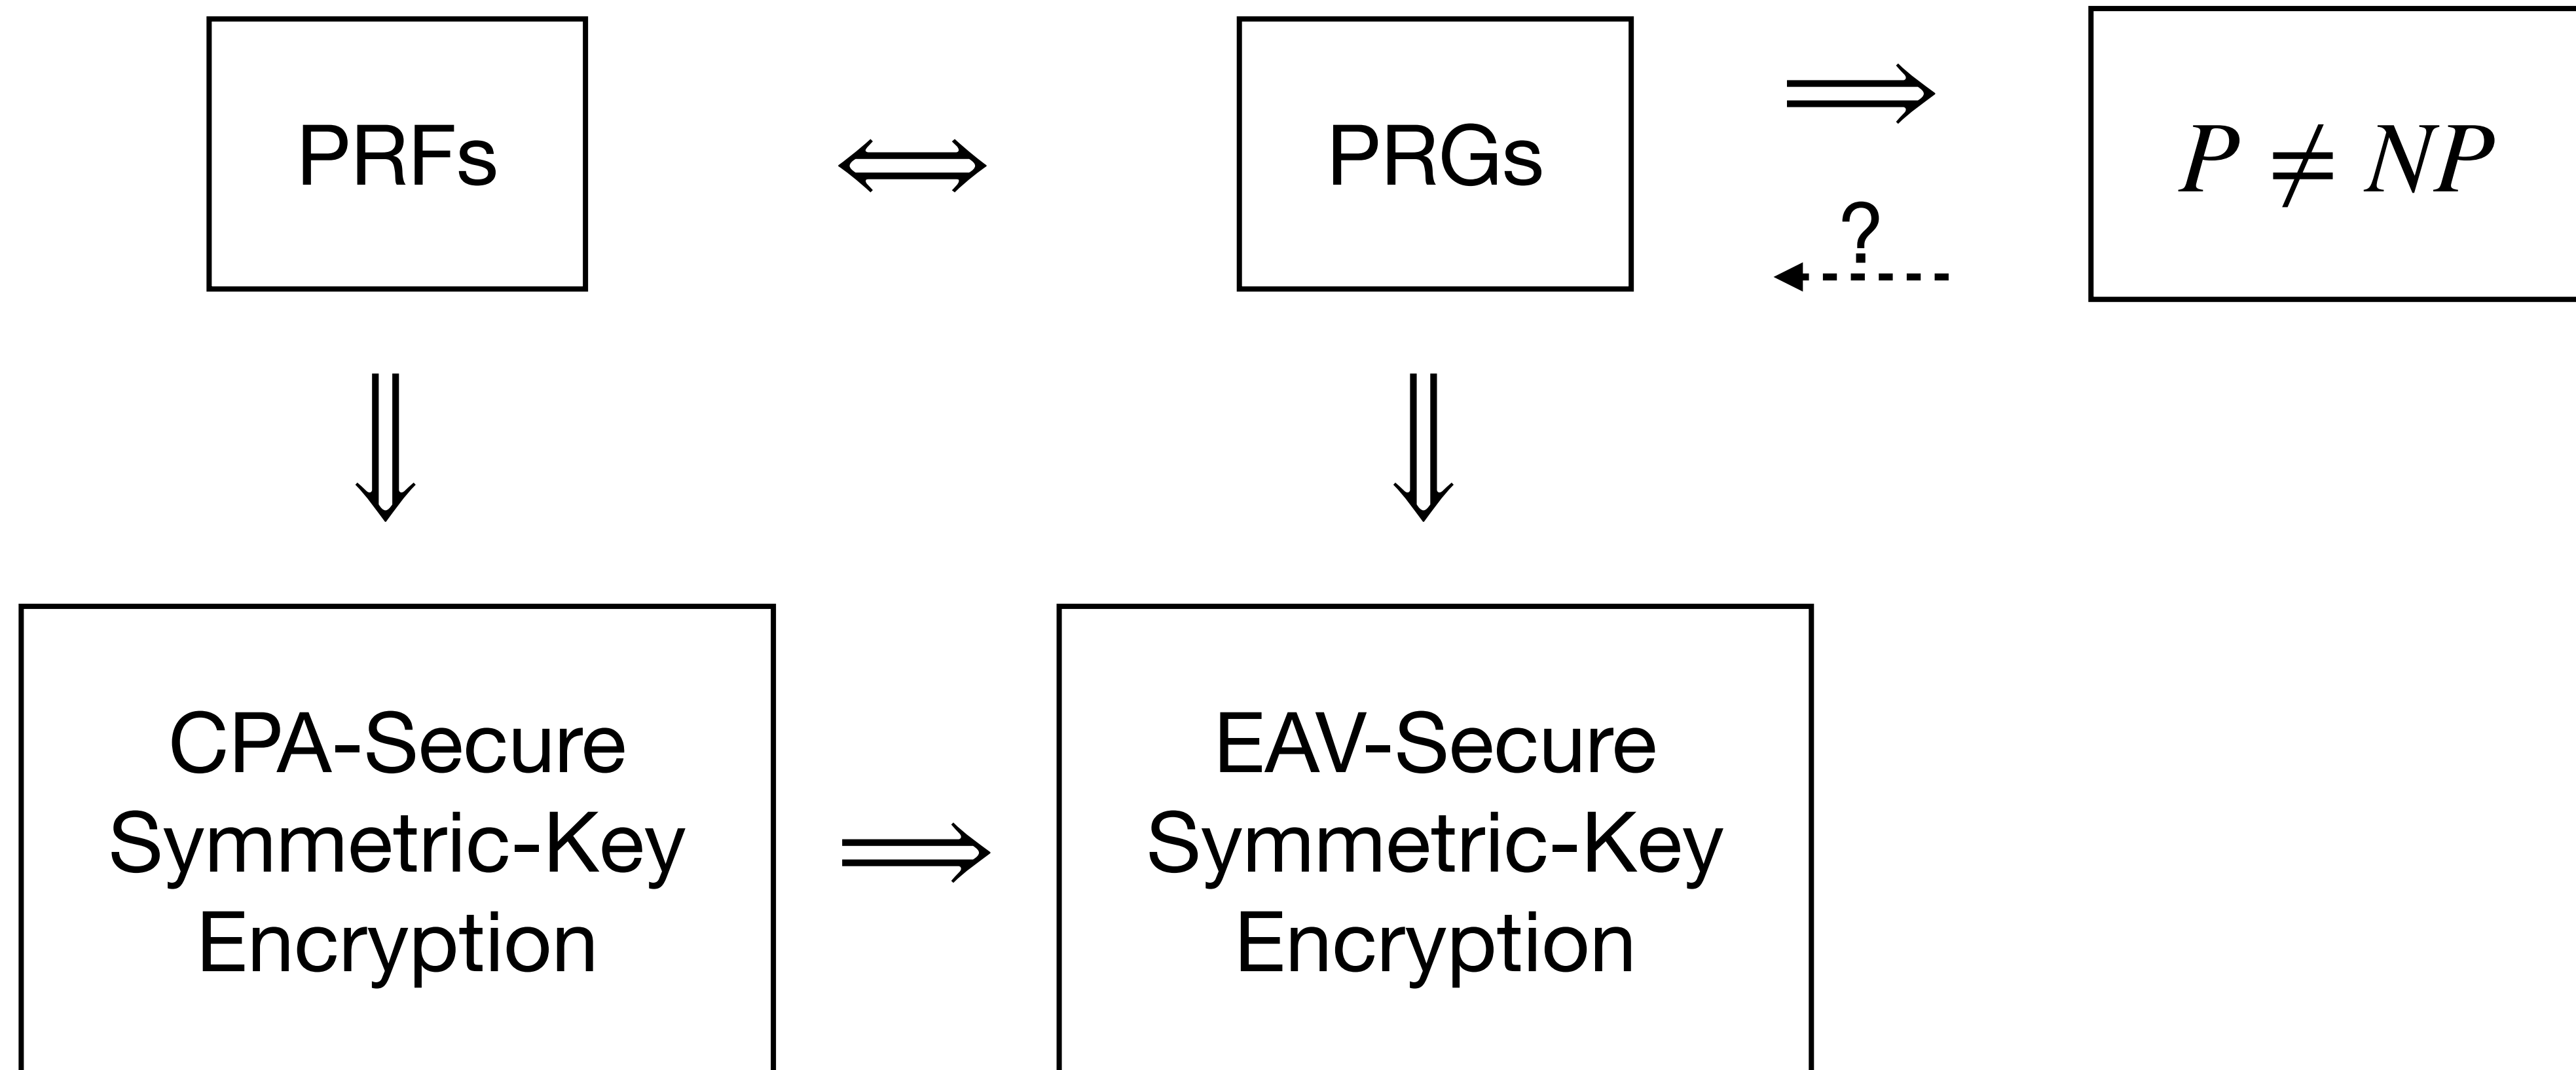 PRFs
⇔
PRGs
⇒
?
P ≠ NP
CPA-Secure
Symmetric-Key
Encryption
EAV-Secure
Symmetric-Key
Encryption